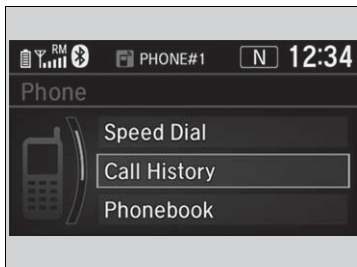 RM PHONE#1 N 12:34
Phone
Speed Dial
Call History
Phonebook